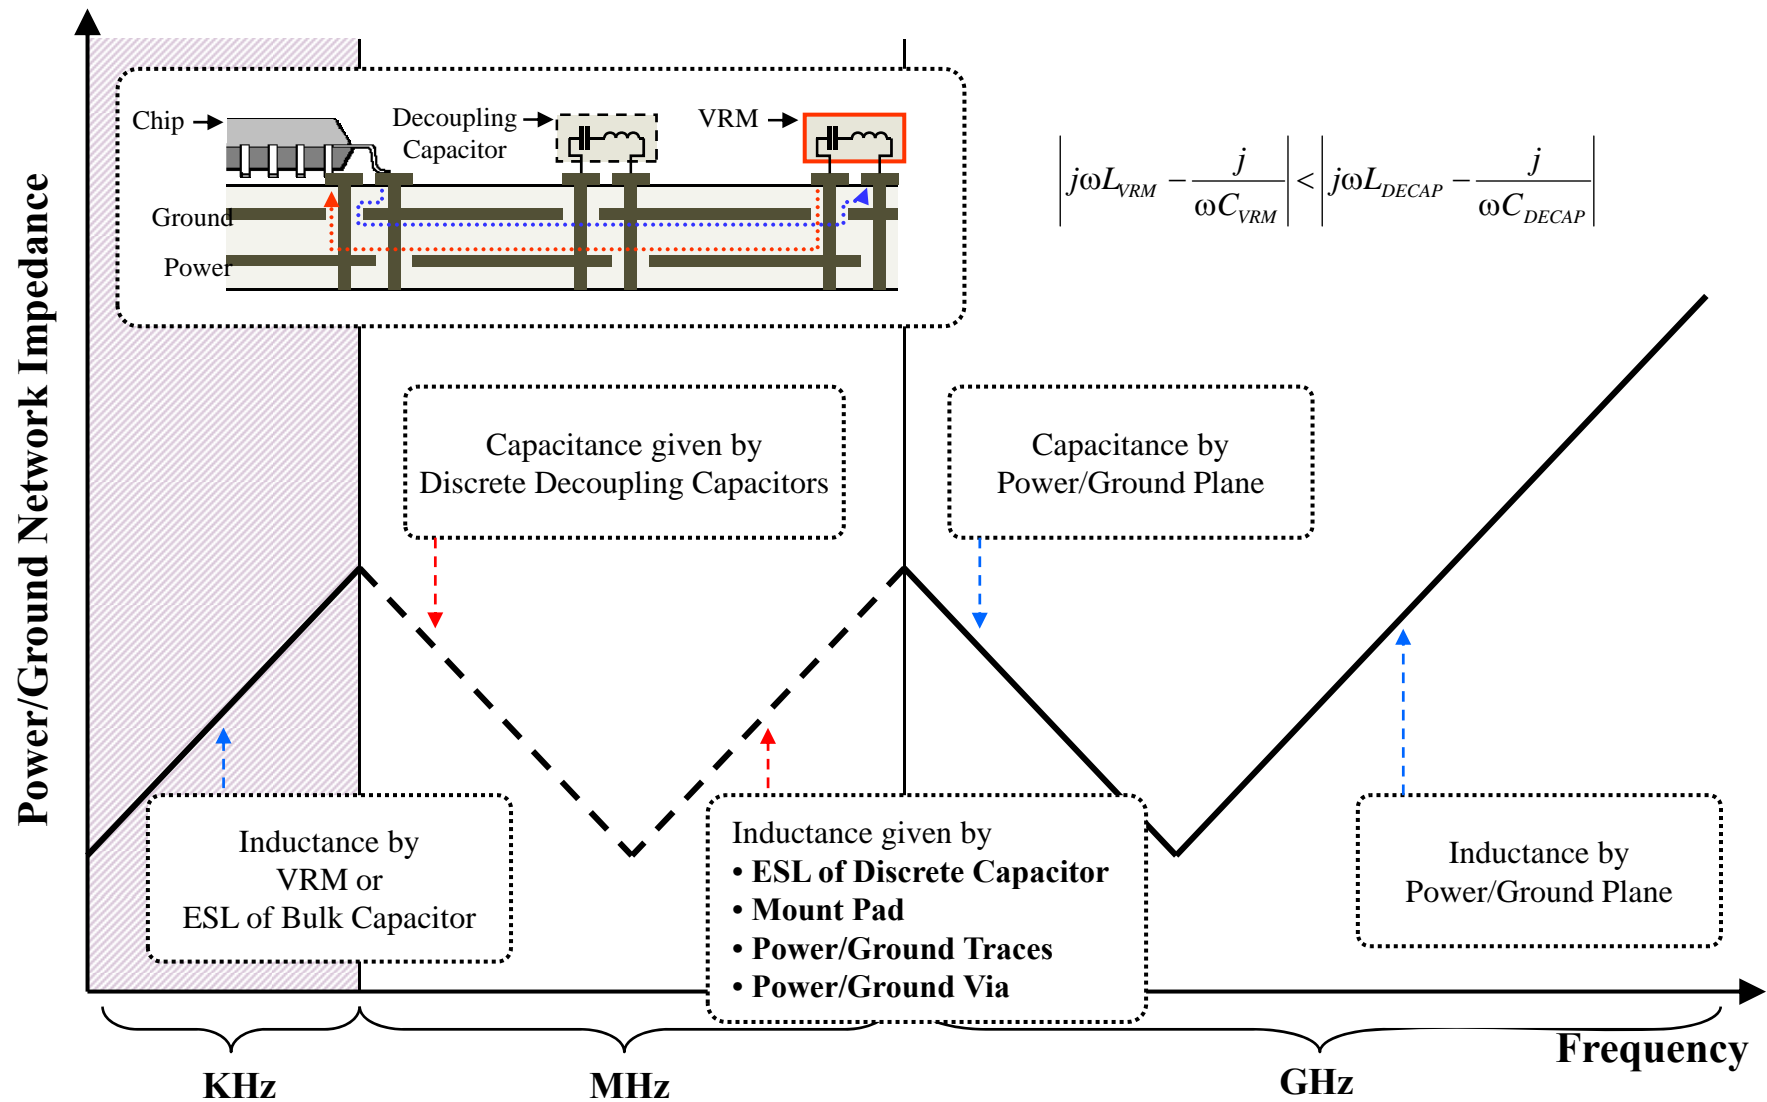 Power/Ground Network Impedance
Chip
Decoupling
Capacitor
VRM
Ground
Power
|jωL_VRM − j/ωC_VRM| < |jωL_DECAP − j/ωC_DECAP|
Capacitance given by
Discrete Decoupling Capacitors
Capacitance by
Power/Ground Plane
Inductance by
VRM or
ESL of Bulk Capacitor
Inductance given by
• ESL of Discrete Capacitor
• Mount Pad
• Power/Ground Traces
• Power/Ground Via
Inductance by
Power/Ground Plane
Frequency
KHz
MHz
GHz